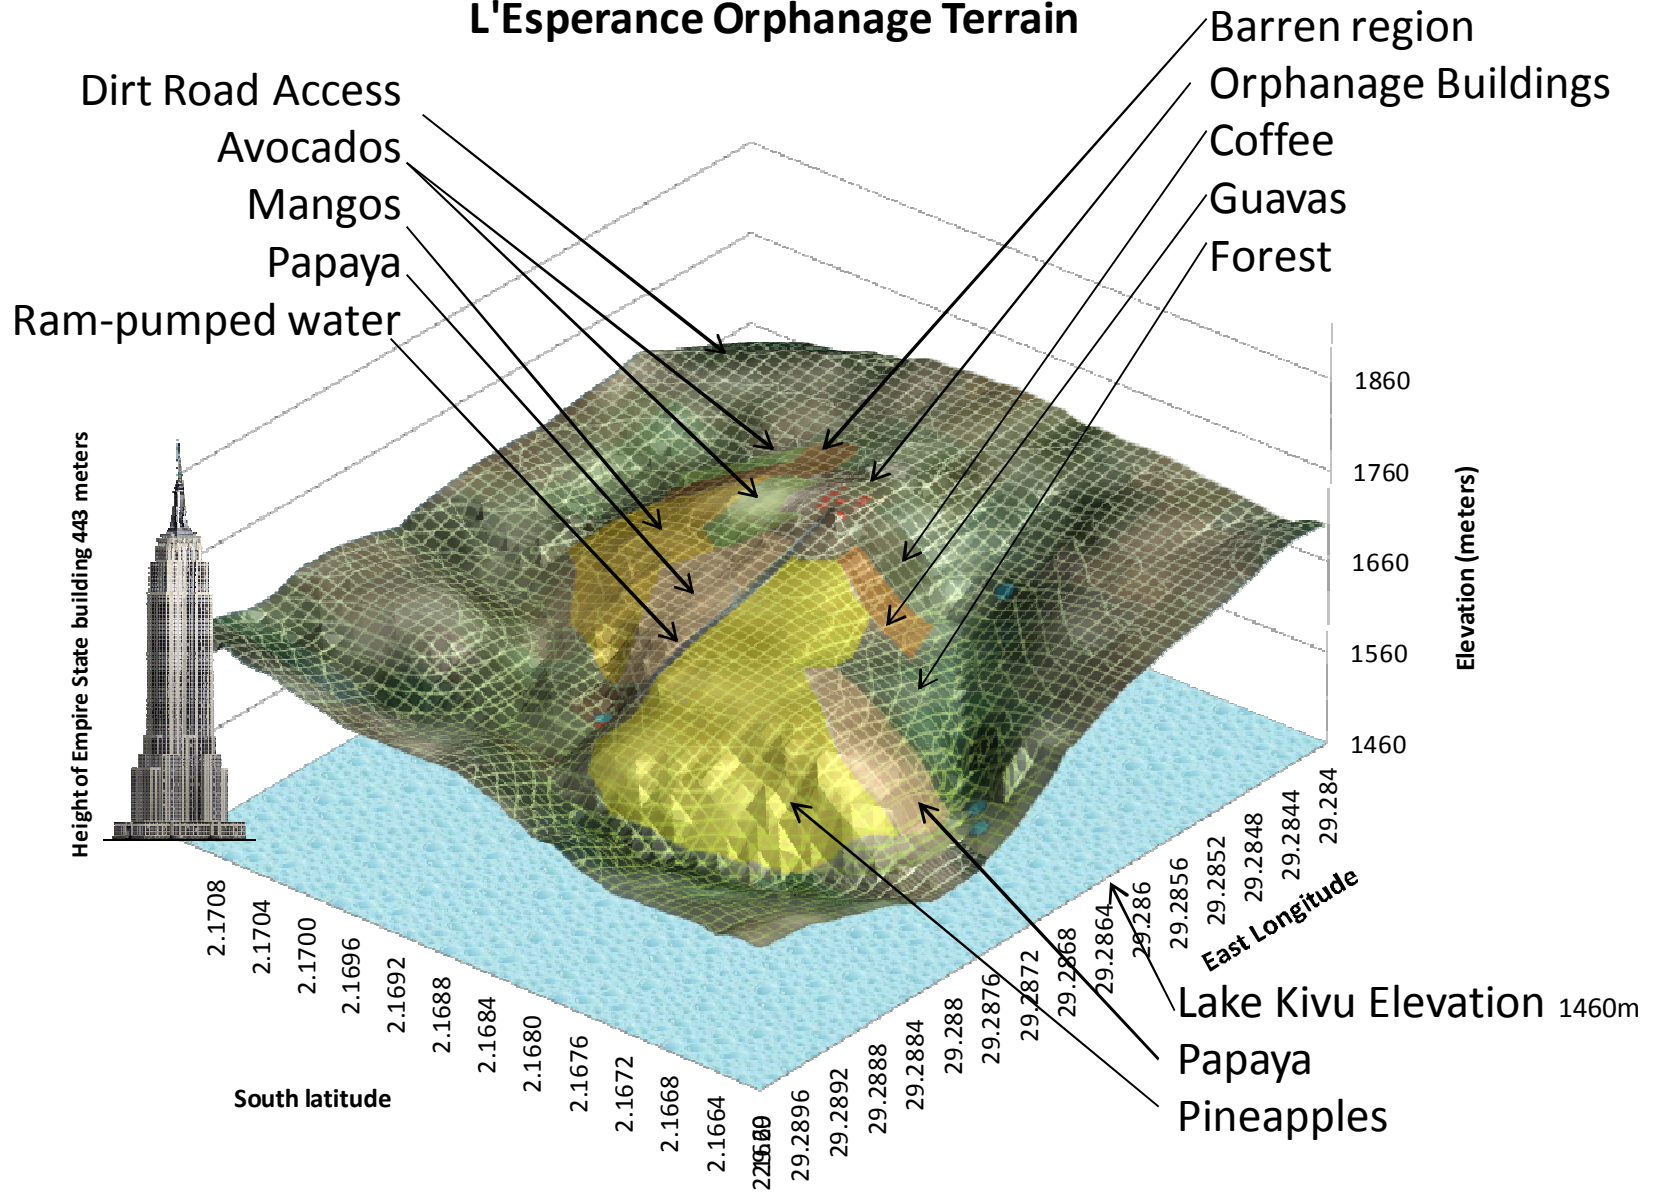 L'Esperance Orphanage Terrain
Dirt Road Access
Avocados
Mangos
Papaya
Ram-pumped water
Barren region
Orphanage Buildings
Coffee
Guavas
Forest
Height of Empire State building 443 meters
1860
1760
1660
1560
1460
Elevation (meters)
2.1708
2.1704
2.1700
2.1696
2.1692
2.1688
2.1684
2.1680
2.1676
2.1672
2.1668
2.1664
South latitude
29.2896
29.2892
29.2888
29.2884
29.288
29.2876
29.2872
29.2868
29.2864
29.286
29.2856
29.2852
29.2848
29.2844
29.284
East Longitude
Lake Kivu Elevation 1460m
Papaya
Pineapples